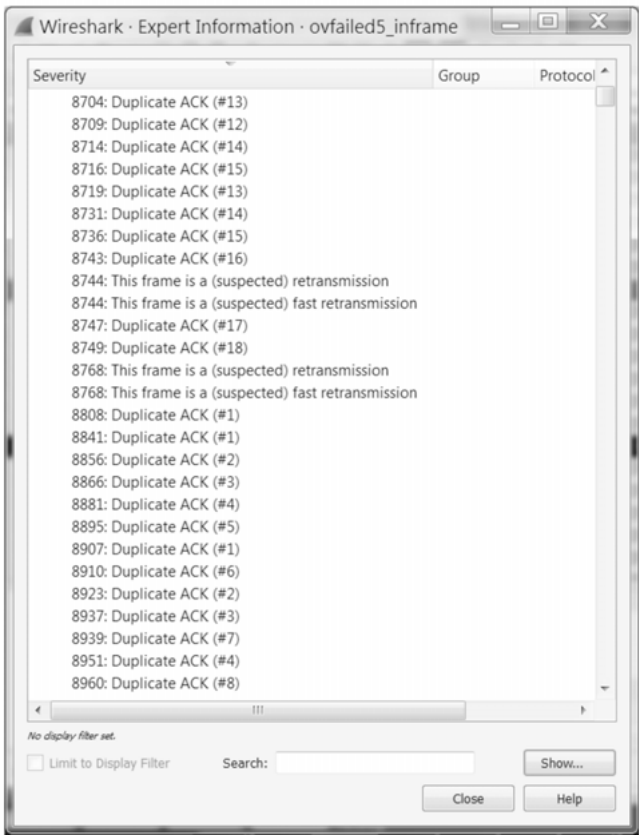 Wireshark · Expert Information · ovfailed5_inframe
Severity Group Protocol
8704: Duplicate ACK (#13)
8709: Duplicate ACK (#12)
8714: Duplicate ACK (#14)
8716: Duplicate ACK (#15)
8719: Duplicate ACK (#13)
8731: Duplicate ACK (#14)
8736: Duplicate ACK (#15)
8743: Duplicate ACK (#16)
8744: This frame is a (suspected) retransmission
8744: This frame is a (suspected) fast retransmission
8747: Duplicate ACK (#17)
8749: Duplicate ACK (#18)
8768: This frame is a (suspected) retransmission
8768: This frame is a (suspected) fast retransmission
8808: Duplicate ACK (#1)
8841: Duplicate ACK (#1)
8856: Duplicate ACK (#2)
8866: Duplicate ACK (#3)
8881: Duplicate ACK (#4)
8895: Duplicate ACK (#5)
8907: Duplicate ACK (#1)
8910: Duplicate ACK (#6)
8923: Duplicate ACK (#2)
8937: Duplicate ACK (#3)
8939: Duplicate ACK (#7)
8951: Duplicate ACK (#4)
8960: Duplicate ACK (#8)
No display filter set.
Limit to Display Filter Search: Show...
Close Help